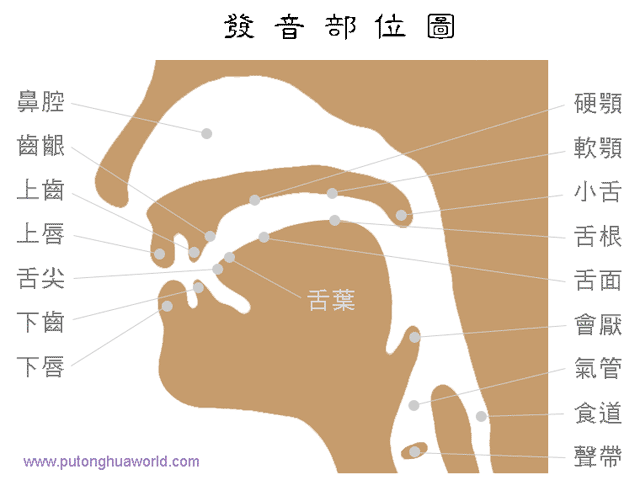 發音部位圖
鼻腔
齒齦
上齒
上唇
舌尖
下齒
下唇
舌葉
硬顎
軟顎
小舌
舌根
舌面
會厭
氣管
食道
聲帶
www.putonghuaworld.com